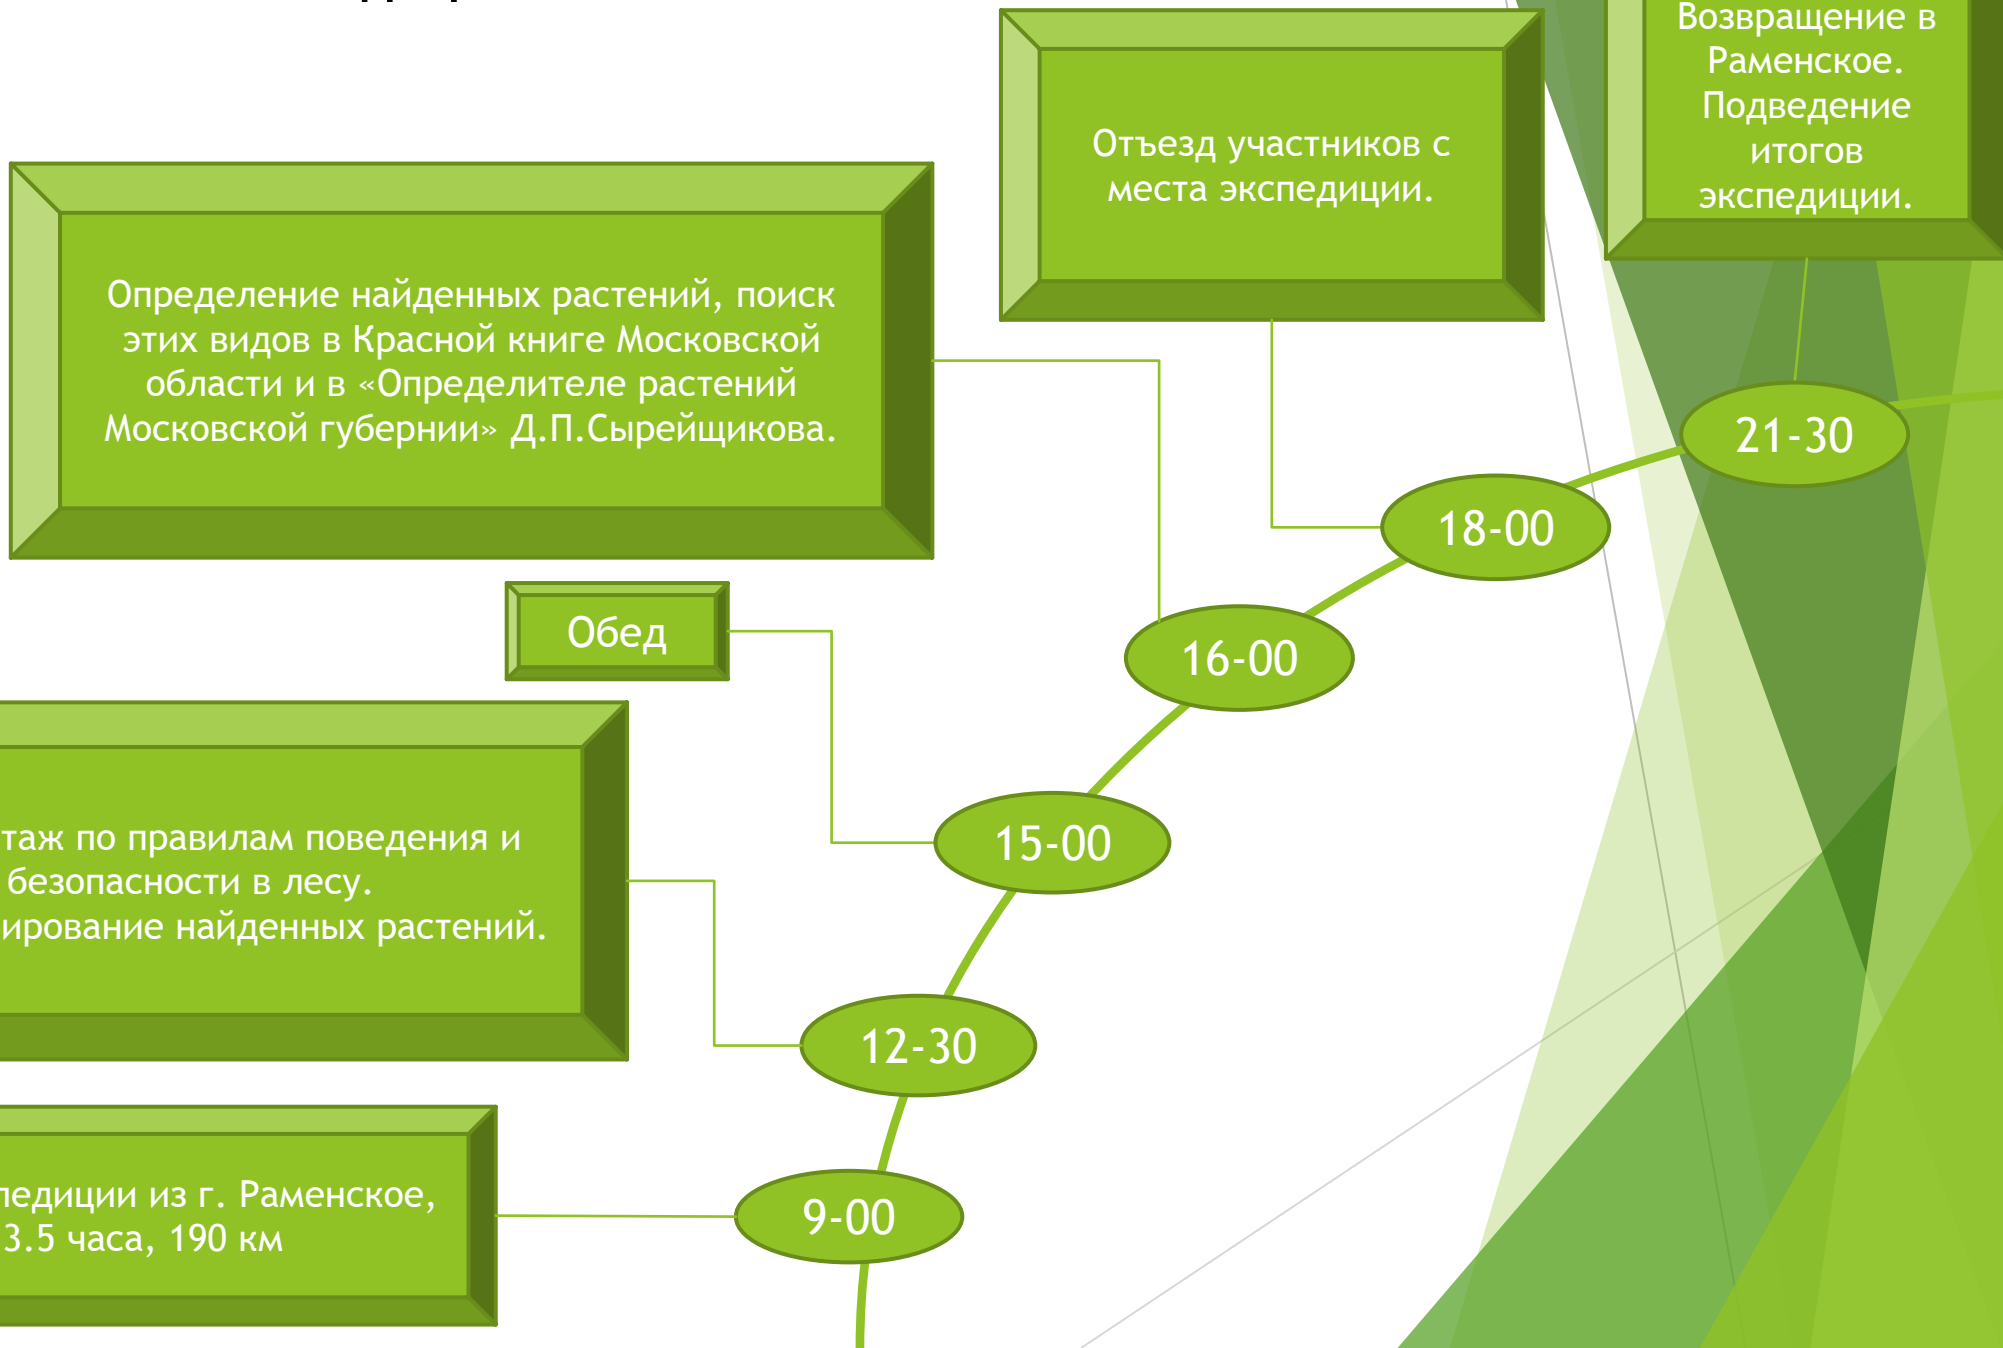 Возвращение в
Раменское.
Подведение
итогов
экспедиции.
Отъезд участников с
места экспедиции.
Определение найденных растений, поиск
этих видов в Красной книге Московской
области и в «Определителе растений
Московской губернии» Д.П.Сырейщикова.
21-30
18-00
Обед
16-00
15-00
таж по правилам поведения и
безопасности в лесу.
ирование найденных растений.
12-30
педиции из г. Раменское,
3.5 часа, 190 км
9-00